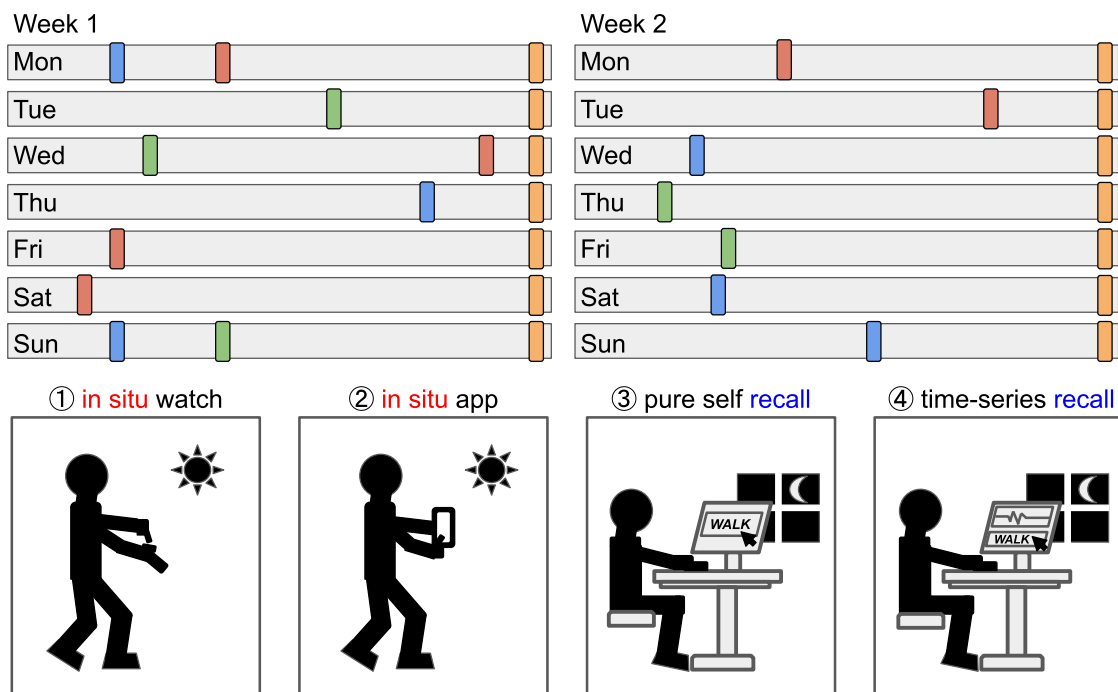 Week 1
Mon
Tue
Wed
Thu
Fri
Sat
Sun
Week 2
Mon
Tue
Wed
Thu
Fri
Sat
Sun
① in situ watch
② in situ app
③ pure self recall
④ time-series recall
WALK
WALK